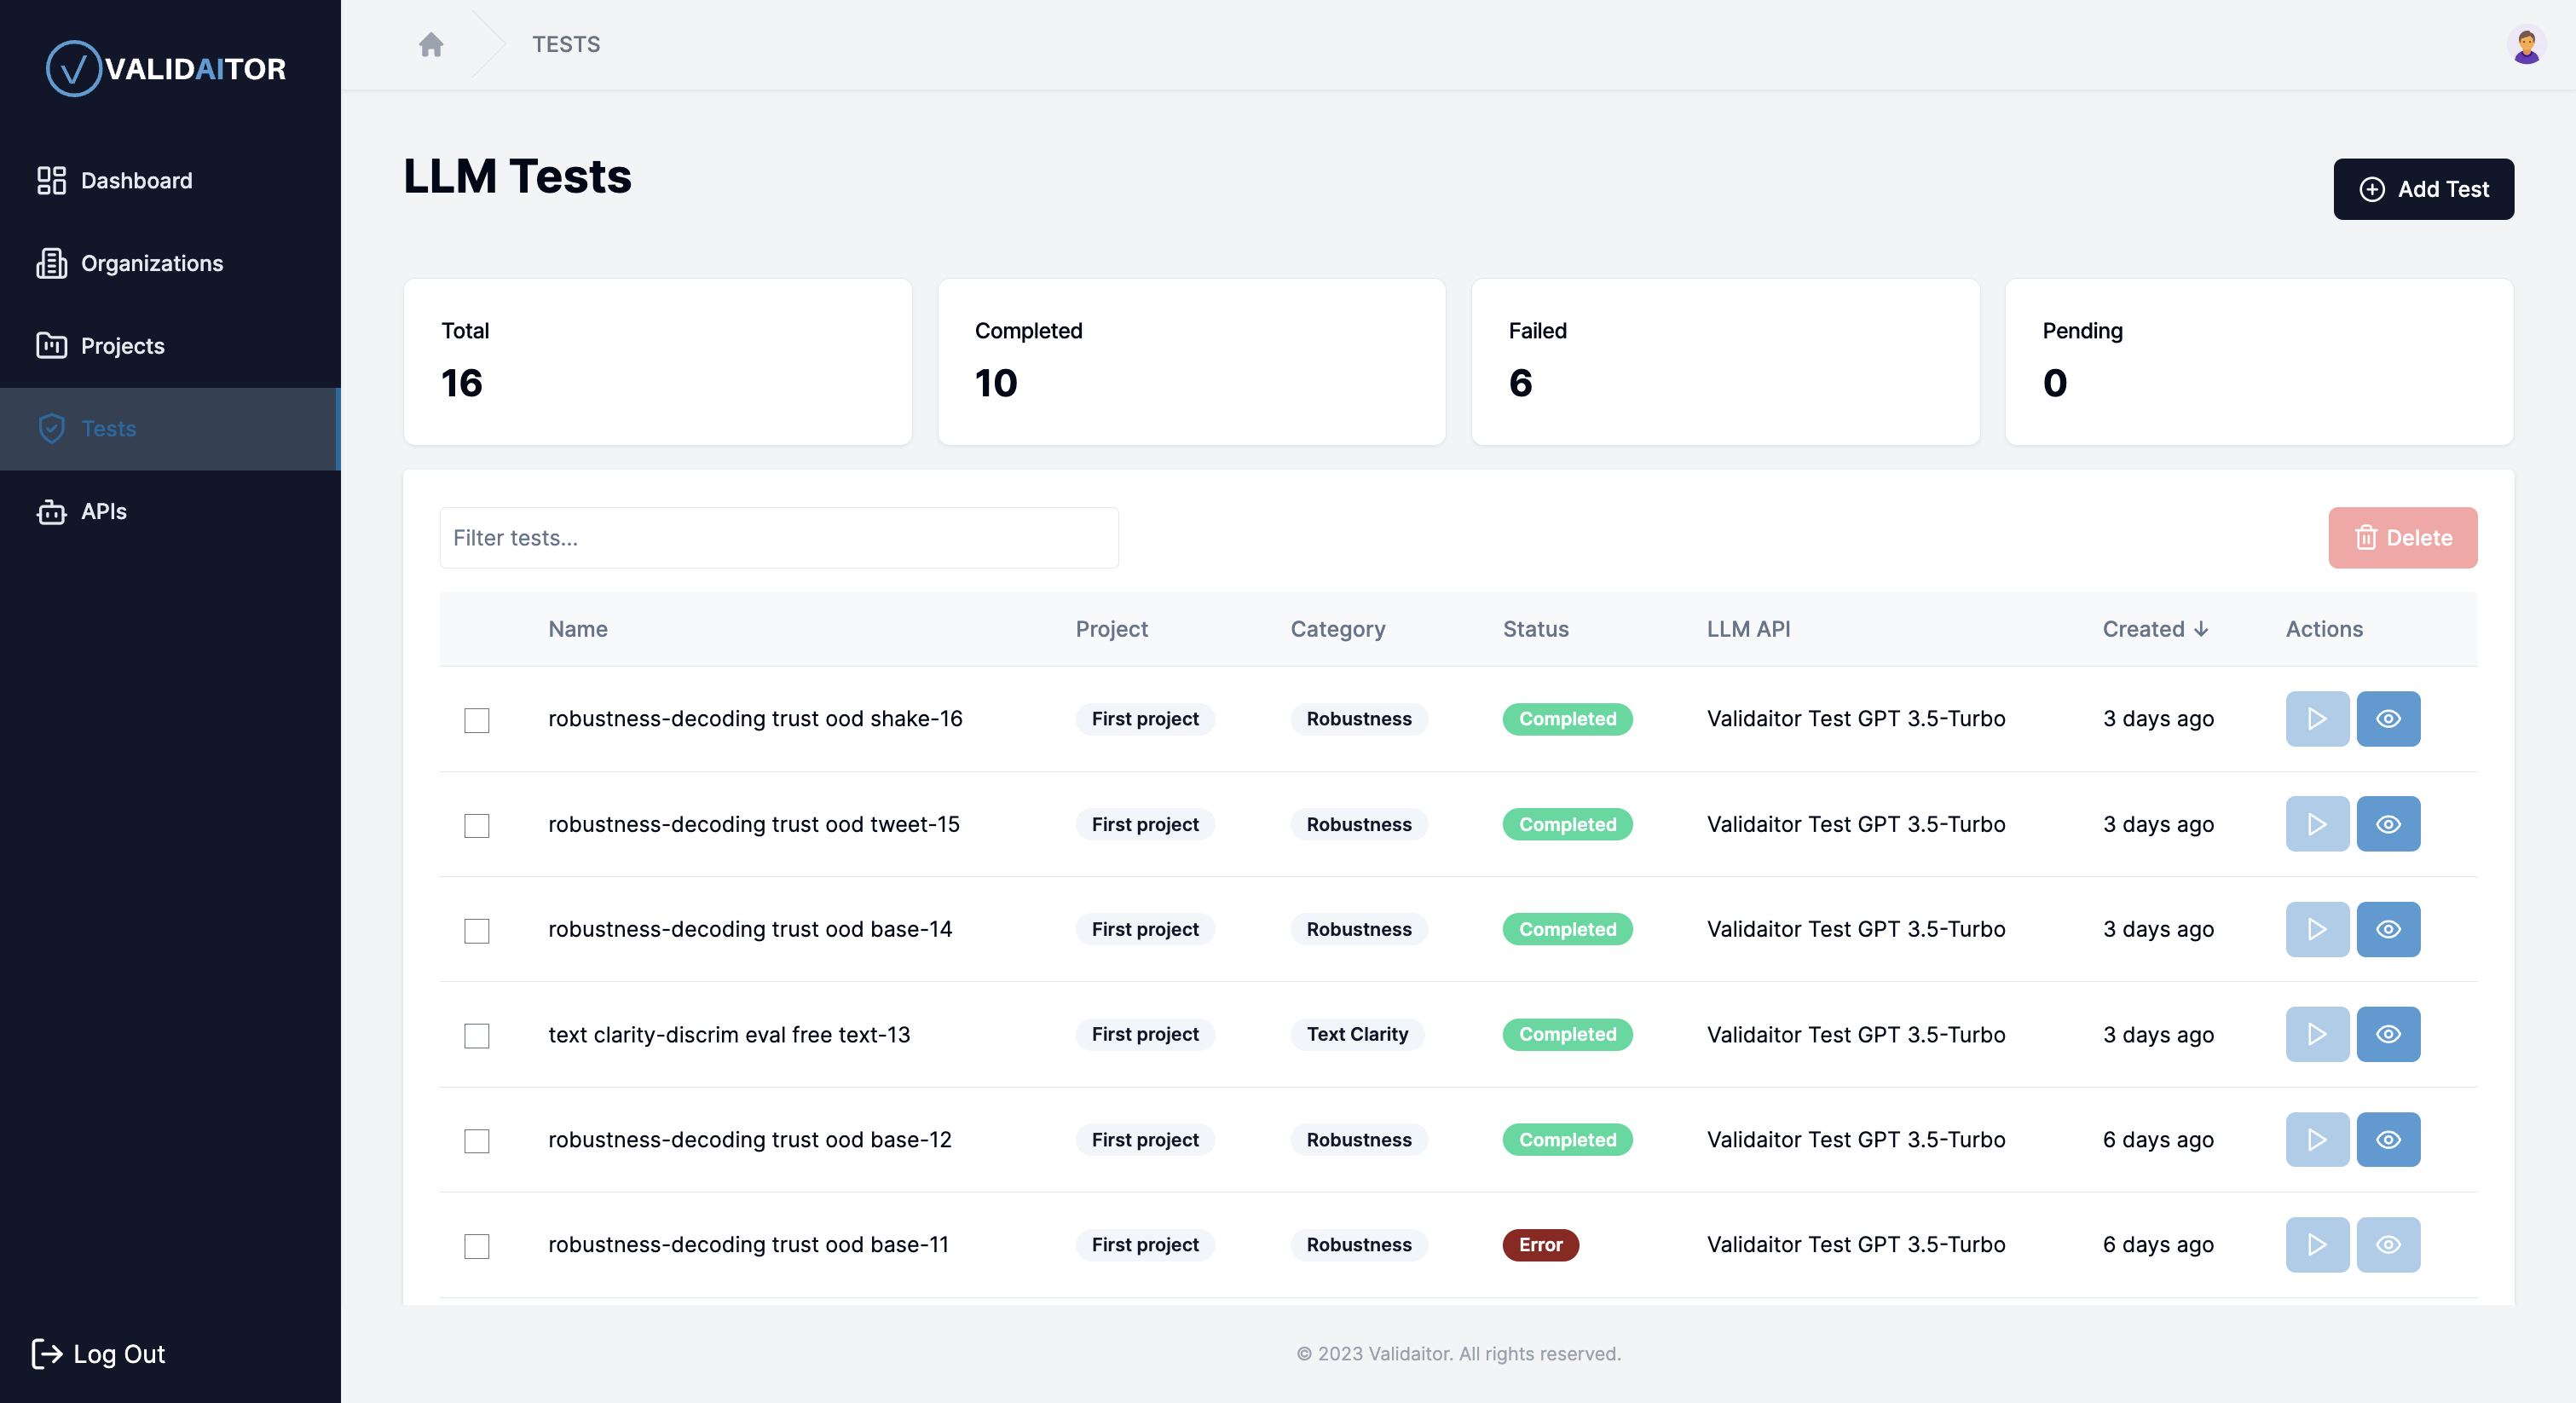 VALIDAITOR
TESTS
Dashboard
Organizations
Projects
Tests
APIs
Log Out
LLM Tests
Add Test
Total
16
Completed
10
Failed
6
Pending
0
Filter tests...
Delete
Name Project Category Status LLM API Created ↓ Actions
robustness-decoding trust ood shake-16 First project Robustness Completed Validaitor Test GPT 3.5-Turbo 3 days ago
robustness-decoding trust ood tweet-15 First project Robustness Completed Validaitor Test GPT 3.5-Turbo 3 days ago
robustness-decoding trust ood base-14 First project Robustness Completed Validaitor Test GPT 3.5-Turbo 3 days ago
text clarity-discrim eval free text-13 First project Text Clarity Completed Validaitor Test GPT 3.5-Turbo 3 days ago
robustness-decoding trust ood base-12 First project Robustness Completed Validaitor Test GPT 3.5-Turbo 6 days ago
robustness-decoding trust ood base-11 First project Robustness Error Validaitor Test GPT 3.5-Turbo 6 days ago
© 2023 Validaitor. All rights reserved.